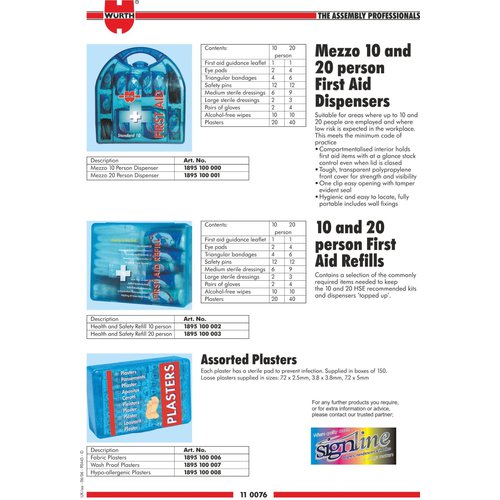 WÜRTH
THE ASSEMBLY PROFESSIONALS
FIRST AID
Standard 10
Contents: 10 20
person
First aid guidance leaflet 1 1
Eye pads 2 4
Triangular bandages 4 6
Safety pins 12 12
Medium sterile dressings 6 9
Large sterile dressings 2 3
Pairs of gloves 2 4
Alcohol-free wipes 10 10
Plasters 20 40
Mezzo 10 and
20 person
First Aid
Dispensers
Suitable for areas where up to 10 and
20 people are employed and where
low risk is expected in the workplace.
This meets the minimum code of
practice
•Compartmentalised interior holds
first aid items with at a glance stock
control even when lid is closed
•Tough, transparent polypropylene
front cover for strength and visibility
•One clip easy opening with tamper
evident seal
•Hygienic and easy to locate, fully
portable includes wall fixings
Description Art. No.
Mezzo 10 Person Dispenser 1895 100 000
Mezzo 20 Person Dispenser 1895 100 001
FIRST AID REFILL
Contents: 10 20
person
First aid guidance leaflet 1 1
Eye pads 2 4
Triangular bandages 4 6
Safety pins 12 12
Medium sterile dressings 6 9
Large sterile dressings 2 3
Pairs of gloves 2 4
Alcohol-free wipes 10 10
Plasters 20 40
10 and 20
person First
Aid Refills
Contains a selection of the commonly
required items needed to keep
the 10 and 20 HSE recommended kits
and dispensers 'topped up'.
Description Art. No.
Health and Safety Refill 10 person 1895 100 002
Health and Safety Refill 20 person 1895 100 003
Assorted Plasters
Each plaster has a sterile pad to prevent infection. Supplied in boxes of 150.
Loose plasters supplied in sizes: 7.2 x 2.5mm, 3.8 x 3.8mm, 7.2 x 5mm
PLASTERS
Plasters
Pansements
Plaster
Apositos
Cerotti
Plasters
Pensos
Plaster
Laastarit
Plaster
For any further products you require,
or for extra information or advice,
please contact our trusted partner;
signline
Description Art. No.
Fabric Plasters 1895 100 006
Wash Proof Plasters 1895 100 007
Hypo-allergenic Plasters 1895 100 008
11 0076